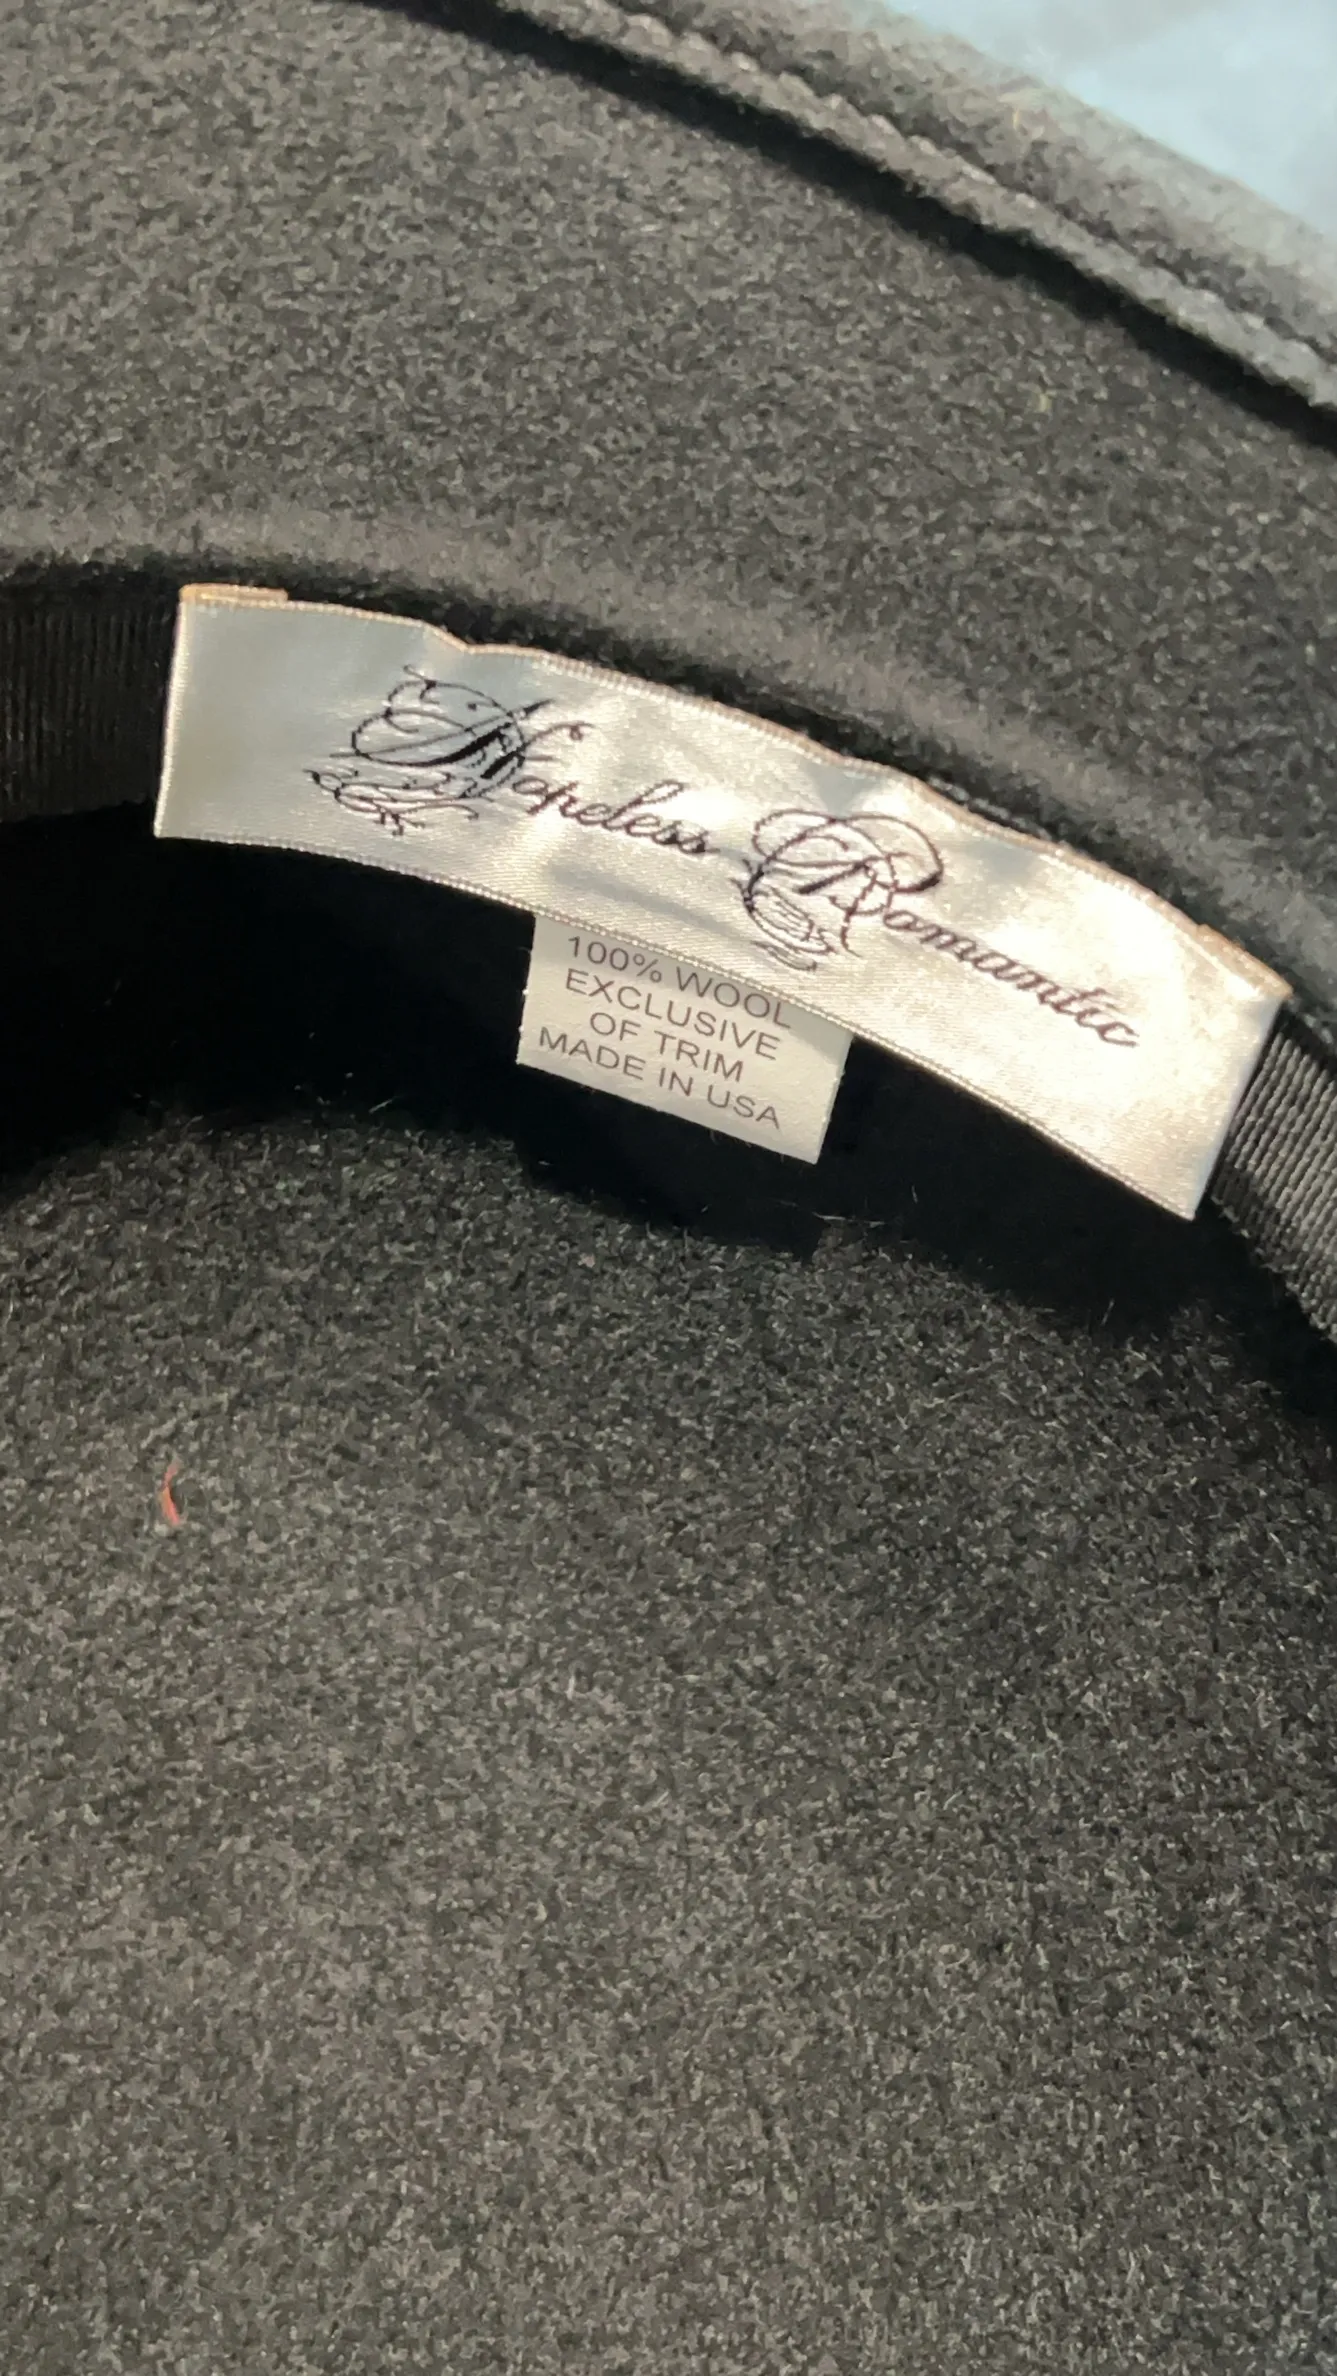 Hopeless Romantic
100% WOOL
EXCLUSIVE
OF TRIM
MADE IN USA